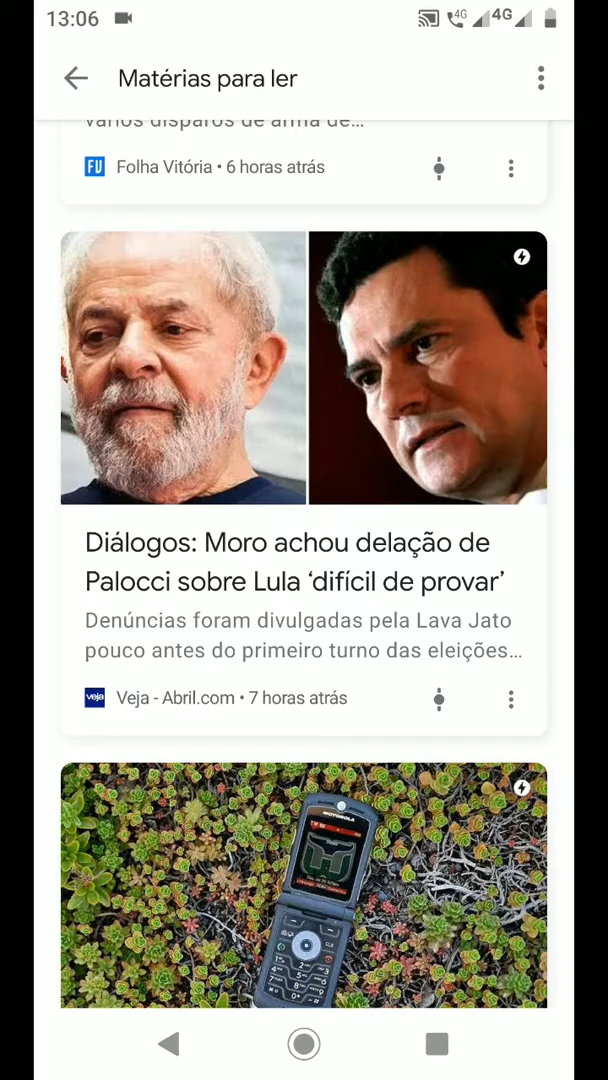 13:06 4G 4G
Matérias para ler
vários disparos de arma de…
FU Folha Vitória • 6 horas atrás
Diálogos: Moro achou delação de
Palocci sobre Lula ‘difícil de provar’
Denúncias foram divulgadas pela Lava Jato
pouco antes do primeiro turno das eleições…
veja Veja - Abril.com • 7 horas atrás
MOTOROLA